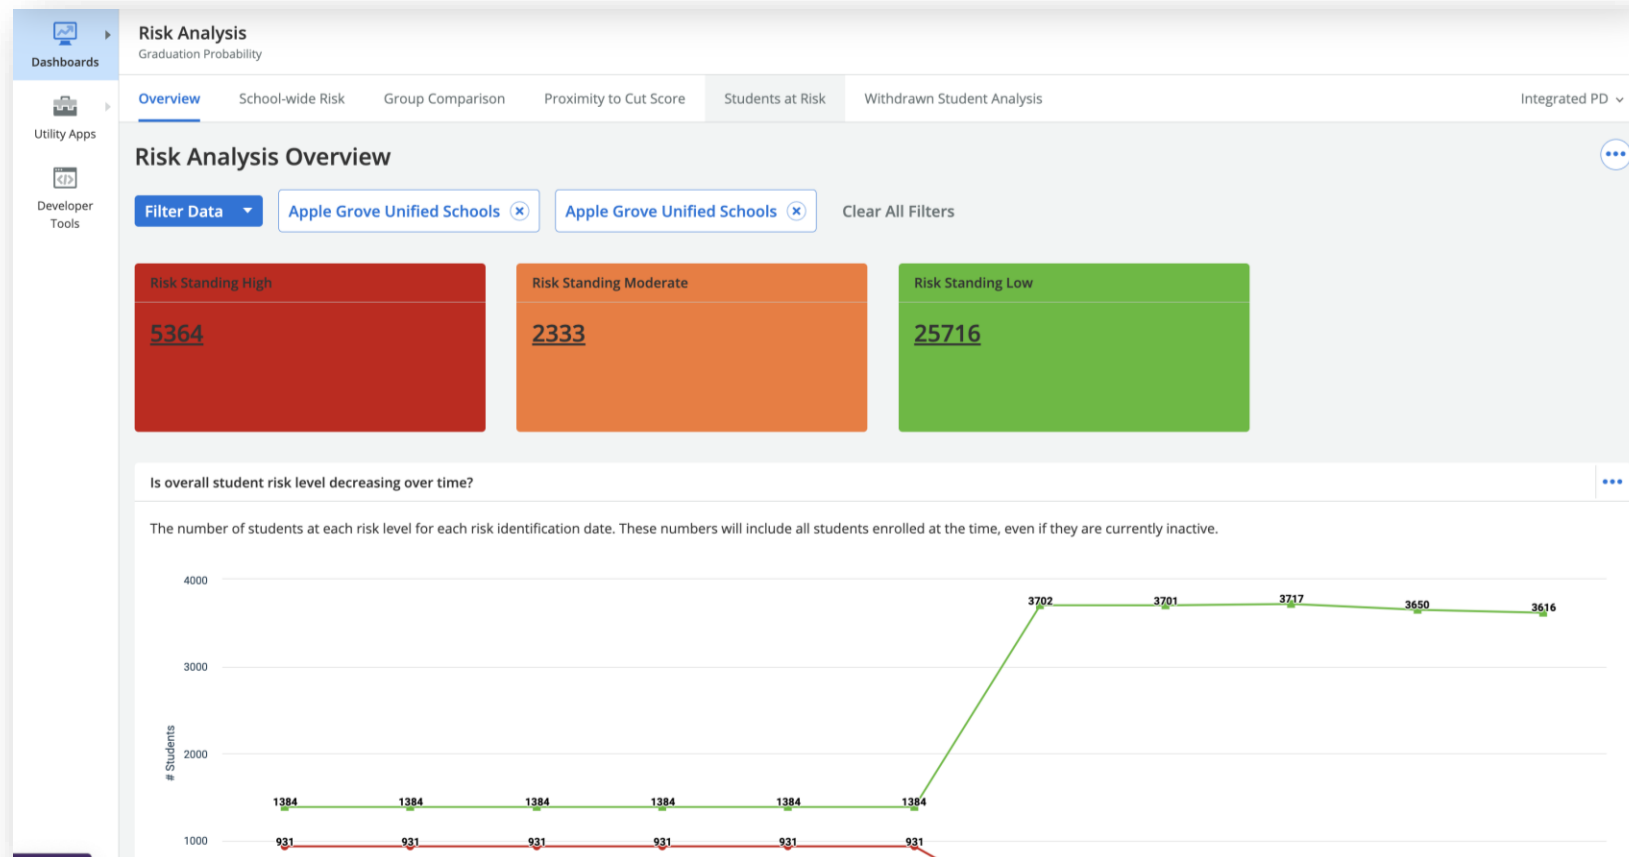 Dashboards
Utility Apps
Developer
Tools
Risk Analysis
Graduation Probability
Overview School-wide Risk Group Comparison Proximity to Cut Score Students at Risk Withdrawn Student Analysis Integrated PD
Risk Analysis Overview
Filter Data Apple Grove Unified Schools Apple Grove Unified Schools Clear All Filters
Risk Standing High
5364
Risk Standing Moderate
2333
Risk Standing Low
25716
Is overall student risk level decreasing over time?
The number of students at each risk level for each risk identification date. These numbers will include all students enrolled at the time, even if they are currently inactive.
# Students
4000
3000
2000
1000
3702 3701 3717 3650 3616
1384 1384 1384 1384 1384 1384
931 931 931 931 931 931